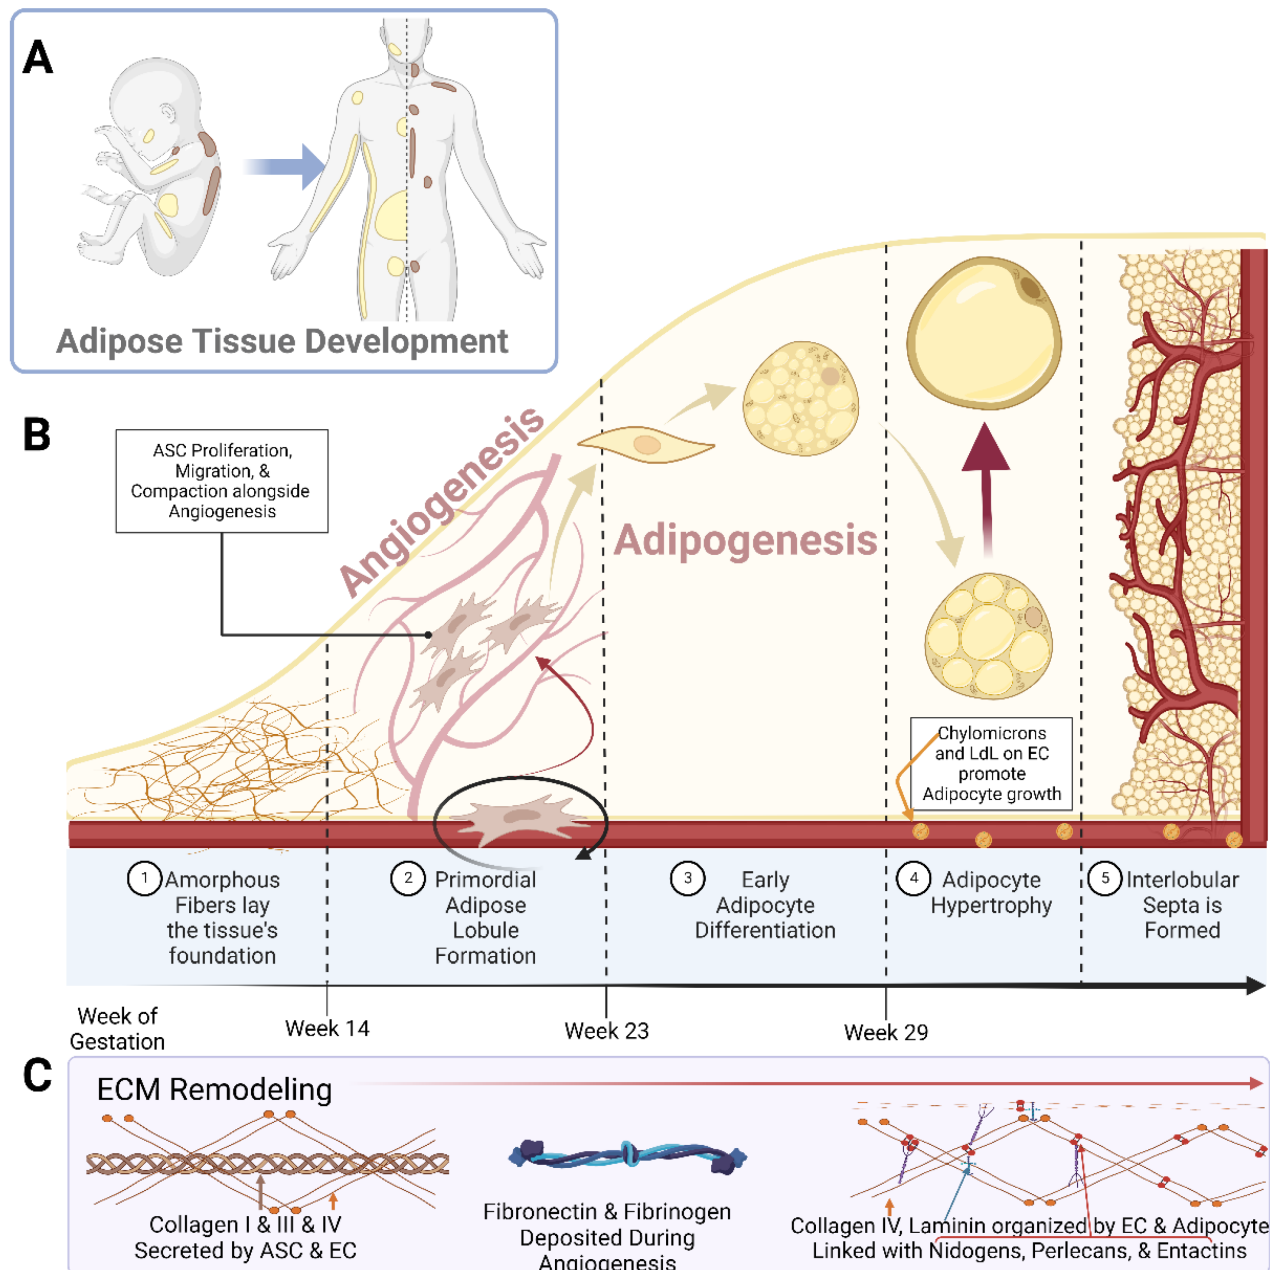 A
Adipose Tissue Development
B
ASC Proliferation,
Migration, &
Compaction alongside
Angiogenesis
Angiogenesis
Adipogenesis
Chylomicrons
and LdL on EC
promote
Adipocyte growth
1 Amorphous
Fibers lay
the tissue's
foundation
2 Primordial
Adipose
Lobule
Formation
3 Early
Adipocyte
Differentiation
4 Adipocyte
Hypertrophy
5 Interlobular
Septa is
Formed
Week of
Gestation
Week 14
Week 23
Week 29
C
ECM Remodeling
Collagen I & III & IV
Secreted by ASC & EC
Fibronectin & Fibrinogen
Deposited During
Angiogenesis
Collagen IV, Laminin organized by EC & Adipocyte
Linked with Nidogens, Perlecans, & Entactins